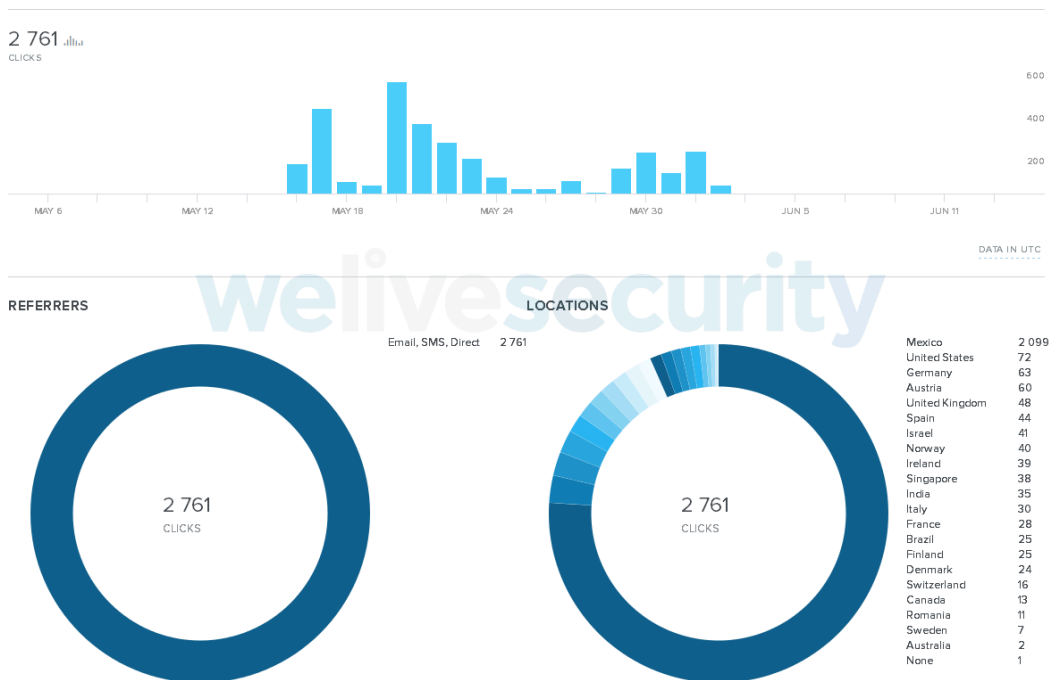 2 761
CLICKS
600
400
200
MAY 6 MAY 12 MAY 18 MAY 24 MAY 30 JUN 5 JUN 11
DATA IN UTC
welivesecurity
REFERRERS
LOCATIONS
Email, SMS, Direct 2 761
2 761
CLICKS
2 761
CLICKS
Mexico 2 099
United States 72
Germany 63
Austria 60
United Kingdom 48
Spain 44
Israel 41
Norway 40
Ireland 39
Singapore 38
India 35
Italy 30
France 28
Brazil 25
Finland 25
Denmark 24
Switzerland 16
Canada 13
Romania 11
Sweden 7
Australia 2
None 1